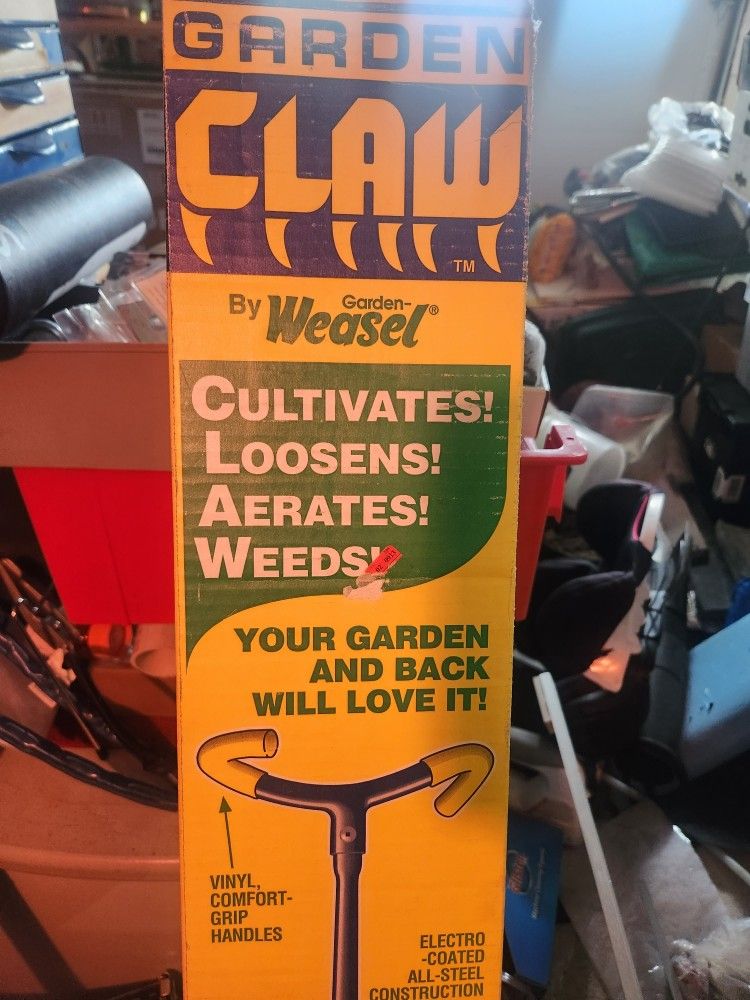 GARDEN
CLAW
TM
By Garden-
Weasel®
CULTIVATES!
LOOSENS!
AERATES!
WEEDS!
YOUR GARDEN
AND BACK
WILL LOVE IT!
VINYL,
COMFORT-
GRIP
HANDLES
ELECTRO
-COATED
ALL-STEEL
CONSTRUCTION